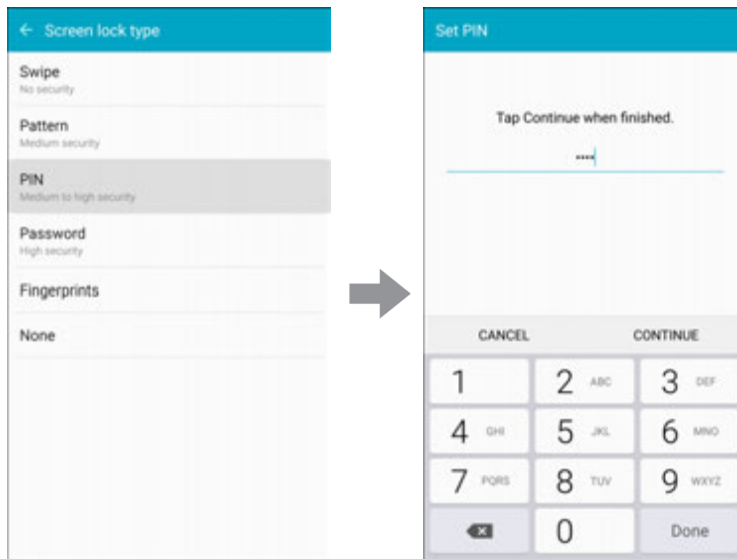 Screen lock type
Swipe
No security
Pattern
Medium security
PIN
Medium to high security
Password
High security
Fingerprints
None
Set PIN
Tap Continue when finished.
••••
CANCEL CONTINUE
1 2 ABC 3 DEF
4 GHI 5 JKL 6 MNO
7 PQRS 8 TUV 9 WXYZ
0 Done